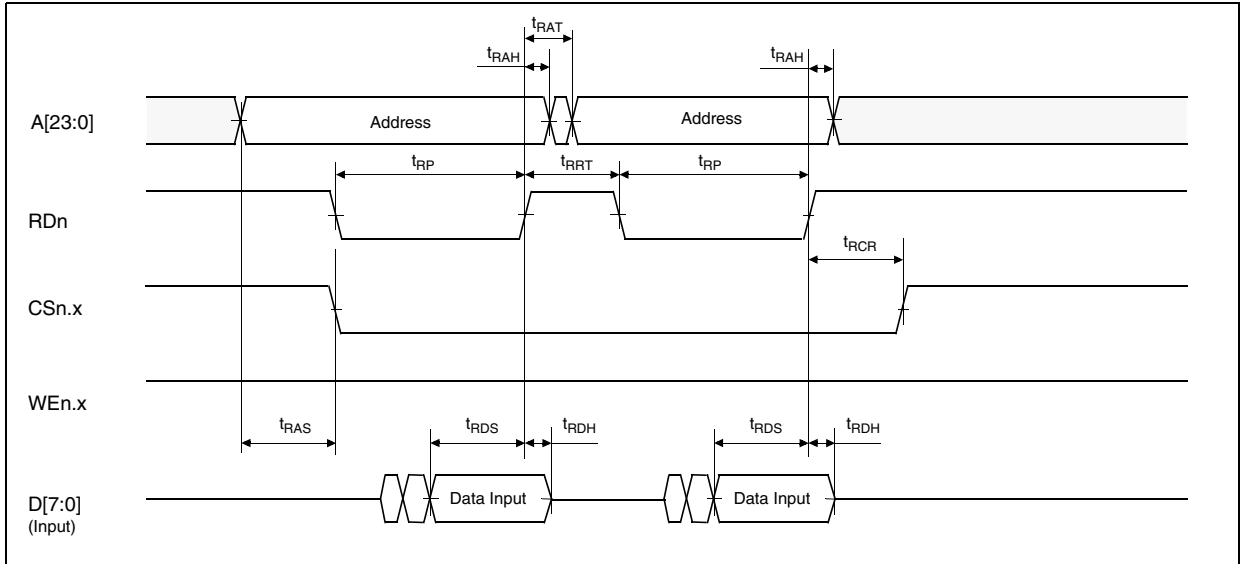 tRAT
tRAH
tRAH
A[23:0]
Address
Address
tRP
tRRT
tRP
RDn
tRCR
CSn.x
WEn.x
tRAS
tRDS
tRDH
tRDS
tRDH
D[7:0]
(Input)
Data Input
Data Input